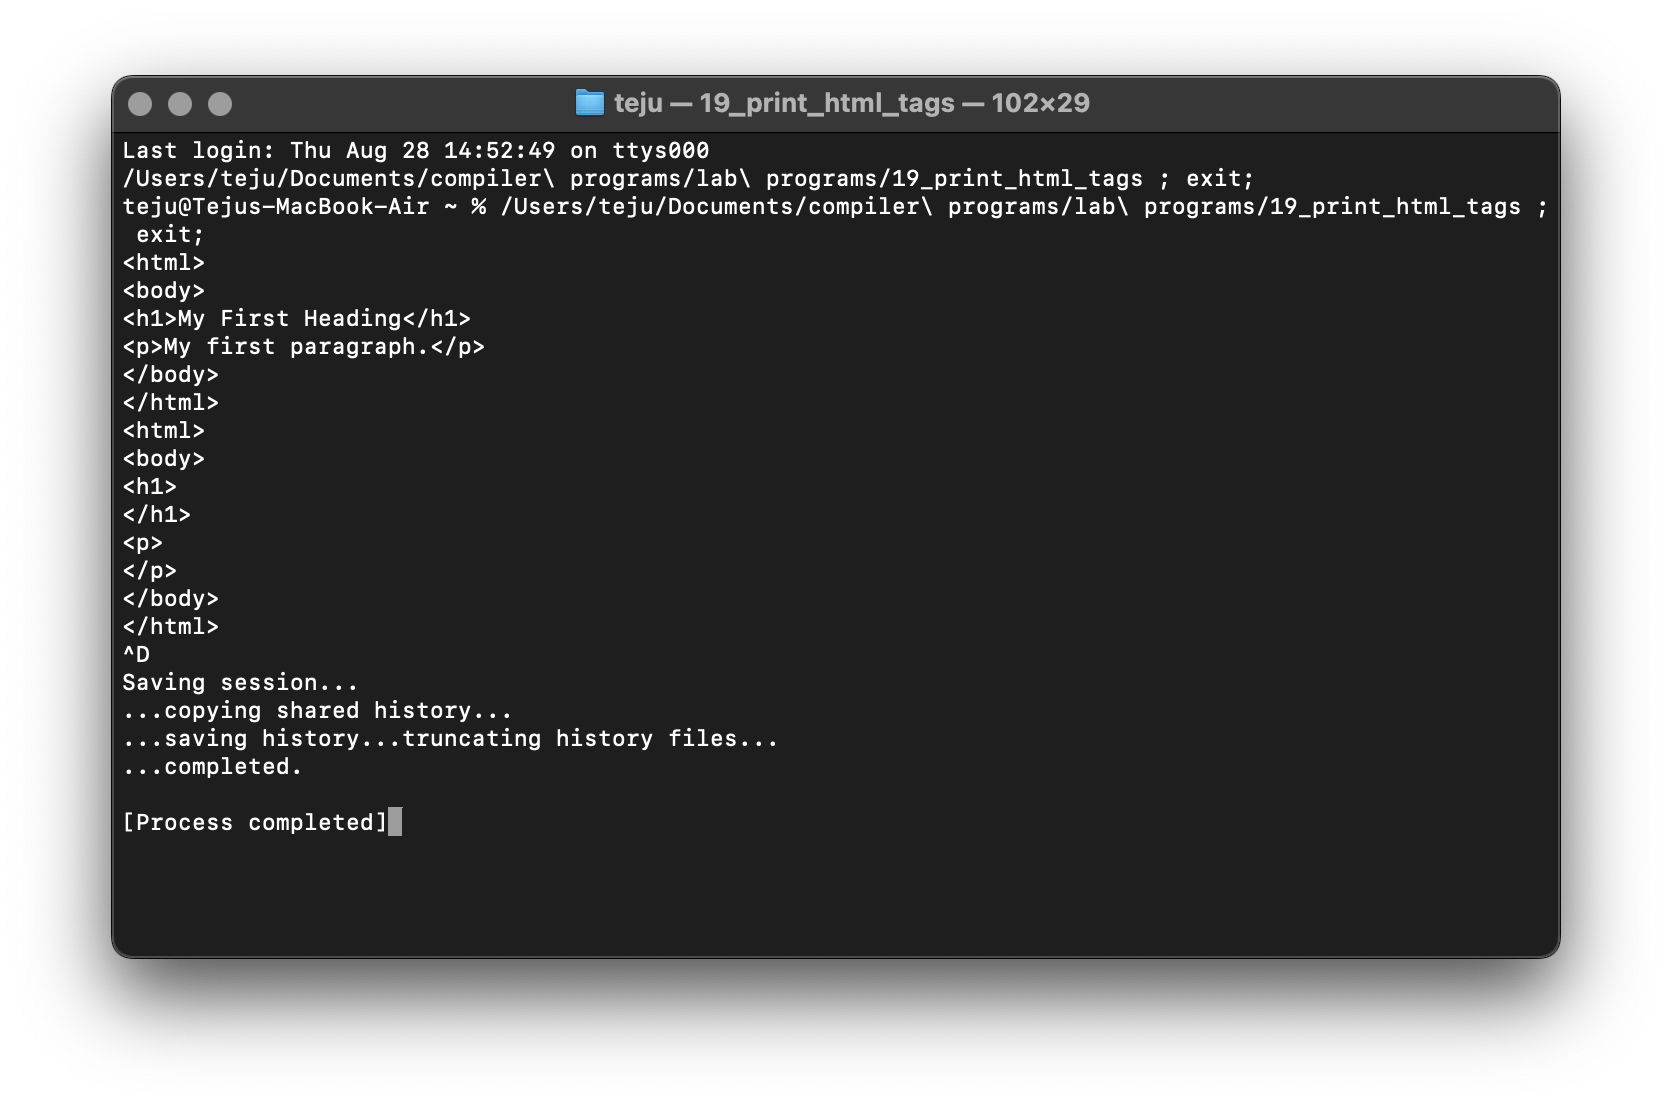 teju — 19_print_html_tags — 102×29
Last login: Thu Aug 28 14:52:49 on ttys000
/Users/teju/Documents/compiler\ programs/lab\ programs/19_print_html_tags ; exit;
teju@Tejus-MacBook-Air ~ % /Users/teju/Documents/compiler\ programs/lab\ programs/19_print_html_tags ;
 exit;
<html>
<body>
<h1>My First Heading</h1>
<p>My first paragraph.</p>
</body>
</html>
<html>
<body>
<h1>
</h1>
<p>
</p>
</body>
</html>
^D
Saving session...
...copying shared history...
...saving history...truncating history files...
...completed.

[Process completed]